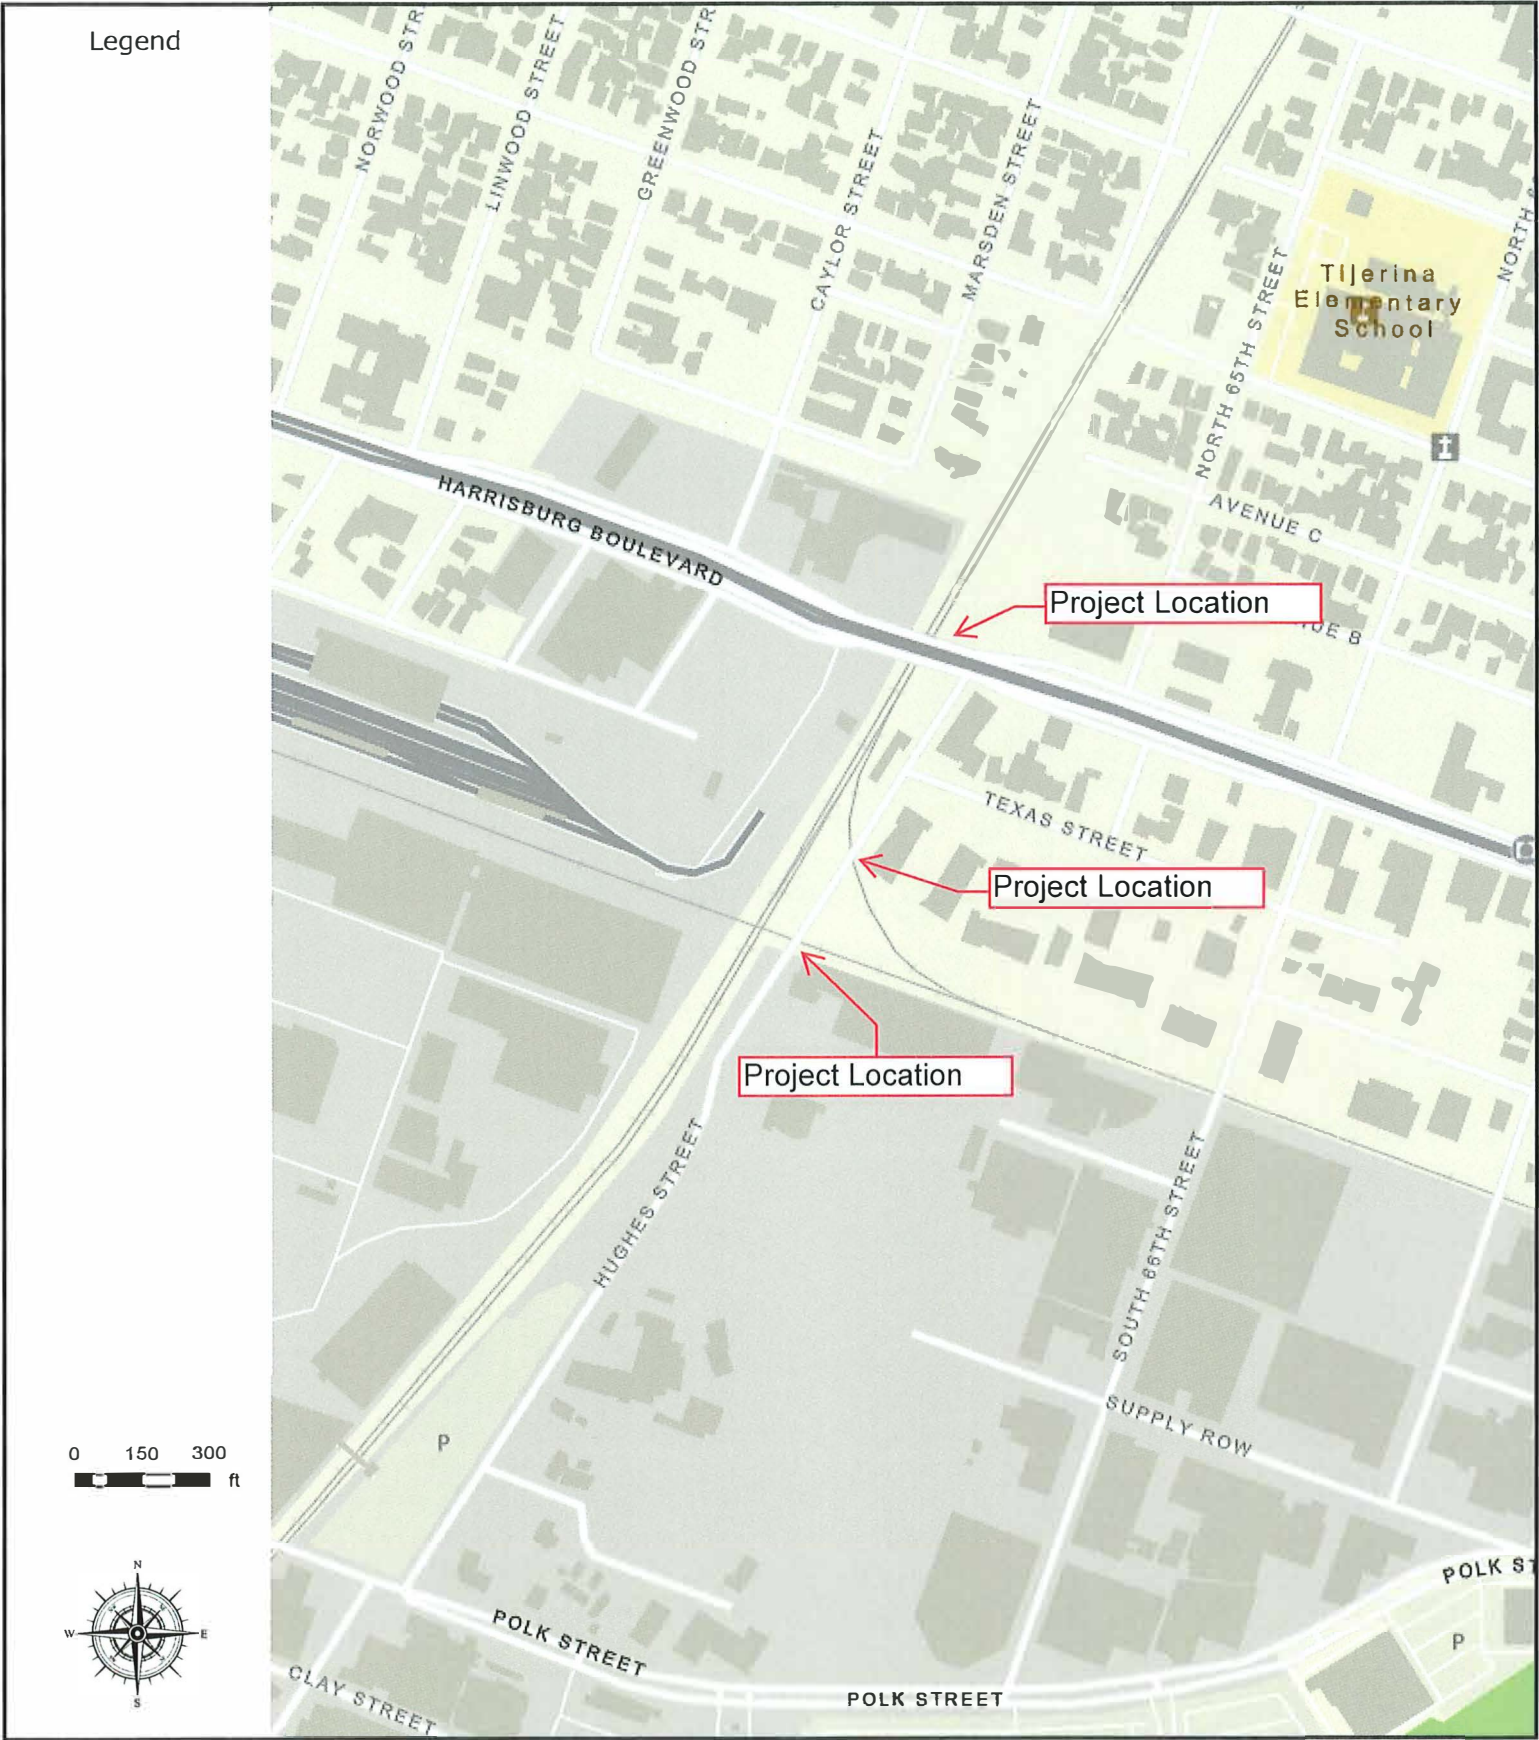 Legend
NORWOOD STR
LINWOOD STREET
GREENWOOD STR
CAYLOR STREET
MARSDEN STREET
NORTH 65TH STREET
NORTH
TIjerina
Elementary
School
HARRISBURG BOULEVARD
AVENUE C
Project Location
UE B
TEXAS STREET
Project Location
Project Location
HUGHES STREET
SOUTH 66TH STREET
SUPPLY ROW
P
0 150 300
ft
N
W E
S
POLK STREET
POLK STREET
POLK ST
P
CLAY STREET